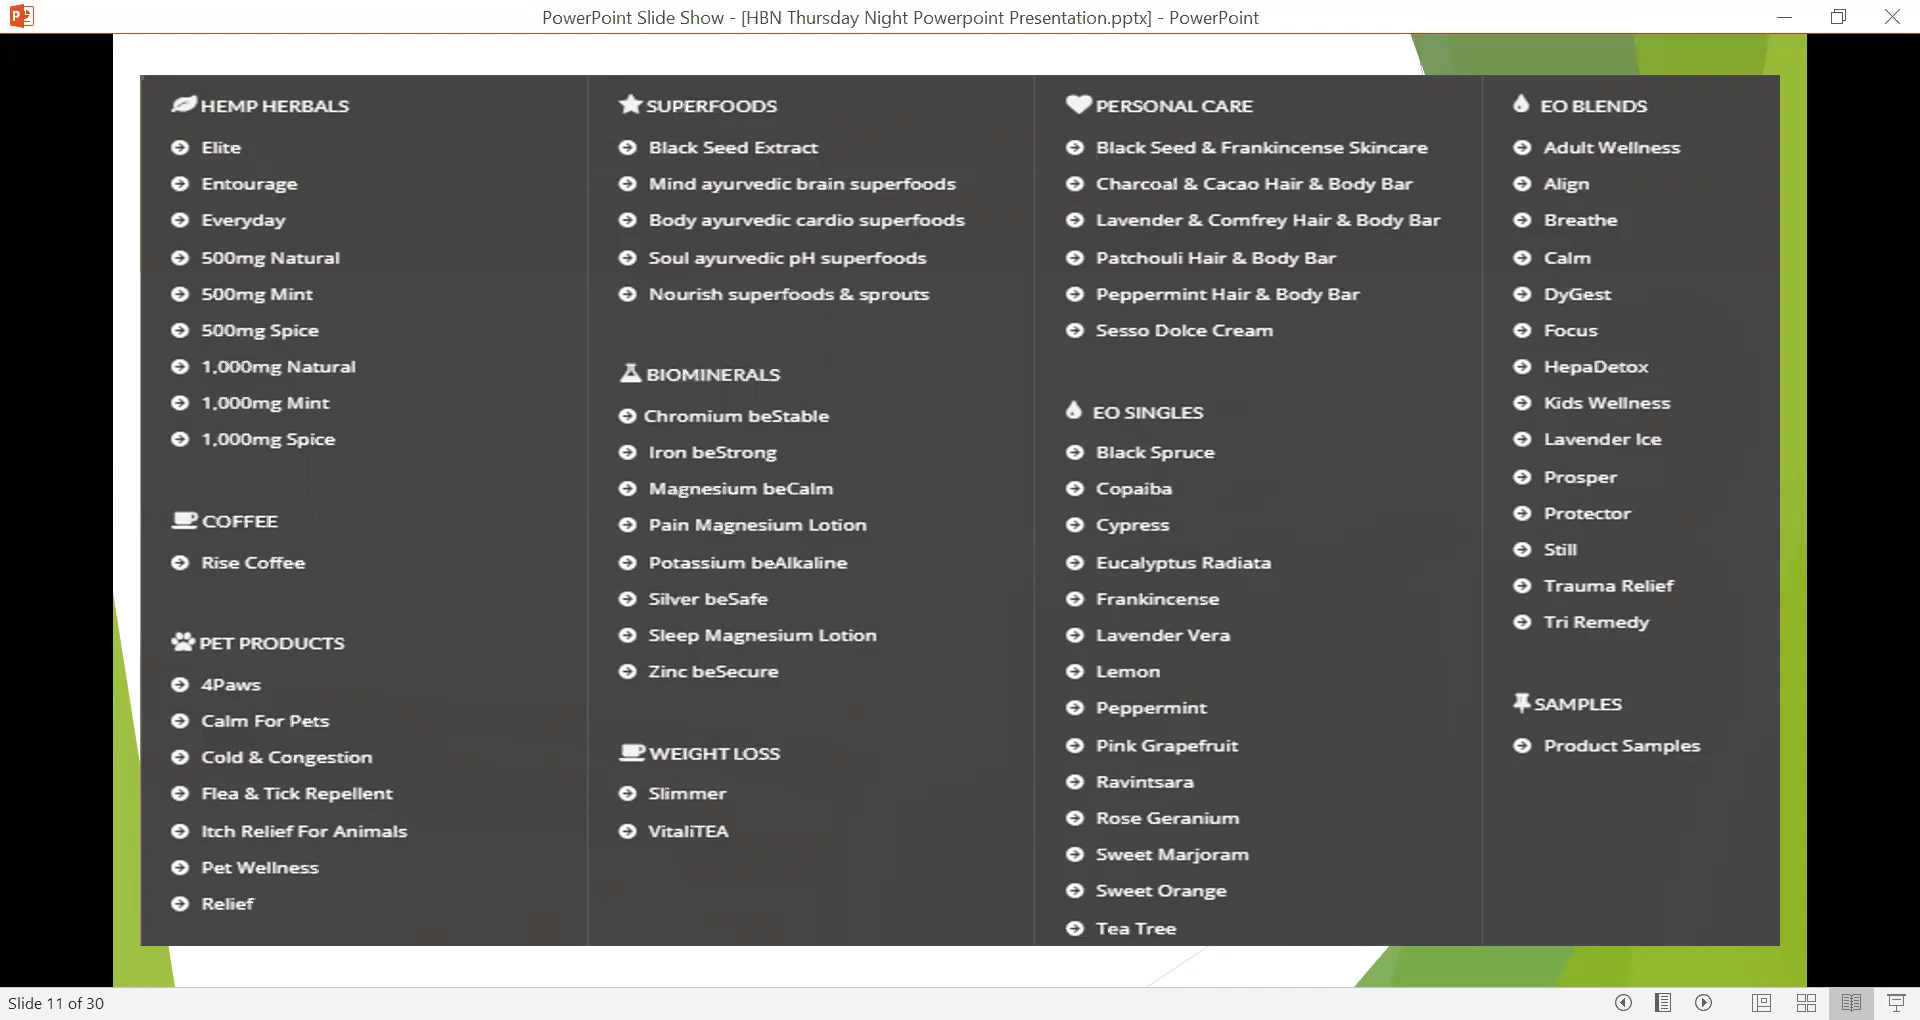 PowerPoint Slide Show - [HBN Thursday Night Powerpoint Presentation.pptx] - PowerPoint
HEMP HERBALS
Elite
Entourage
Everyday
500mg Natural
500mg Mint
500mg Spice
1,000mg Natural
1,000mg Mint
1,000mg Spice
COFFEE
Rise Coffee
PET PRODUCTS
4Paws
Calm For Pets
Cold & Congestion
Flea & Tick Repellent
Itch Relief For Animals
Pet Wellness
Relief
SUPERFOODS
Black Seed Extract
Mind ayurvedic brain superfoods
Body ayurvedic cardio superfoods
Soul ayurvedic pH superfoods
Nourish superfoods & sprouts
BIOMINERALS
Chromium beStable
Iron beStrong
Magnesium beCalm
Pain Magnesium Lotion
Potassium beAlkaline
Silver beSafe
Sleep Magnesium Lotion
Zinc beSecure
WEIGHT LOSS
Slimmer
VitaliTEA
PERSONAL CARE
Black Seed & Frankincense Skincare
Charcoal & Cacao Hair & Body Bar
Lavender & Comfrey Hair & Body Bar
Patchouli Hair & Body Bar
Peppermint Hair & Body Bar
Sesso Dolce Cream
EO SINGLES
Black Spruce
Copaiba
Cypress
Eucalyptus Radiata
Frankincense
Lavender Vera
Lemon
Peppermint
Pink Grapefruit
Ravintsara
Rose Geranium
Sweet Marjoram
Sweet Orange
Tea Tree
EO BLENDS
Adult Wellness
Align
Breathe
Calm
DyGest
Focus
HepaDetox
Kids Wellness
Lavender Ice
Prosper
Protector
Still
Trauma Relief
Tri Remedy
SAMPLES
Product Samples
Slide 11 of 30